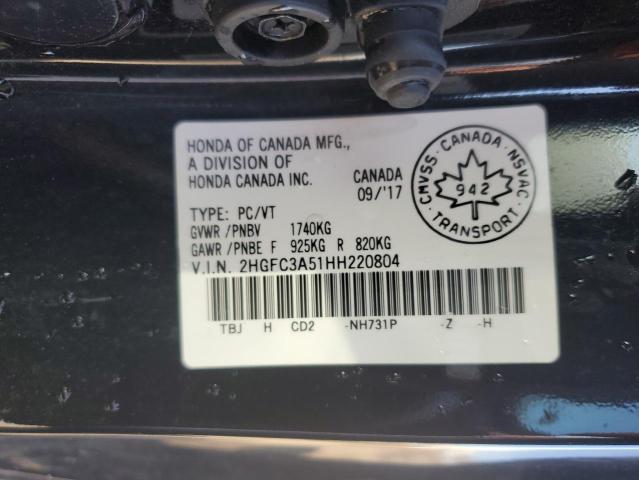 HONDA OF CANADA MFG.,
A DIVISION OF
HONDA CANADA INC.
CANADA
09/'17
TYPE: PC/VT
GVWR /PNBV 1740KG
GAWR /PNBE F 925KG R 820KG
V.I.N. 2HGFC3A51HH220804
TBJ H CD2 -NH731P -Z -H
CMVSS · CANADA · NSVAC
942
TRANSPORT